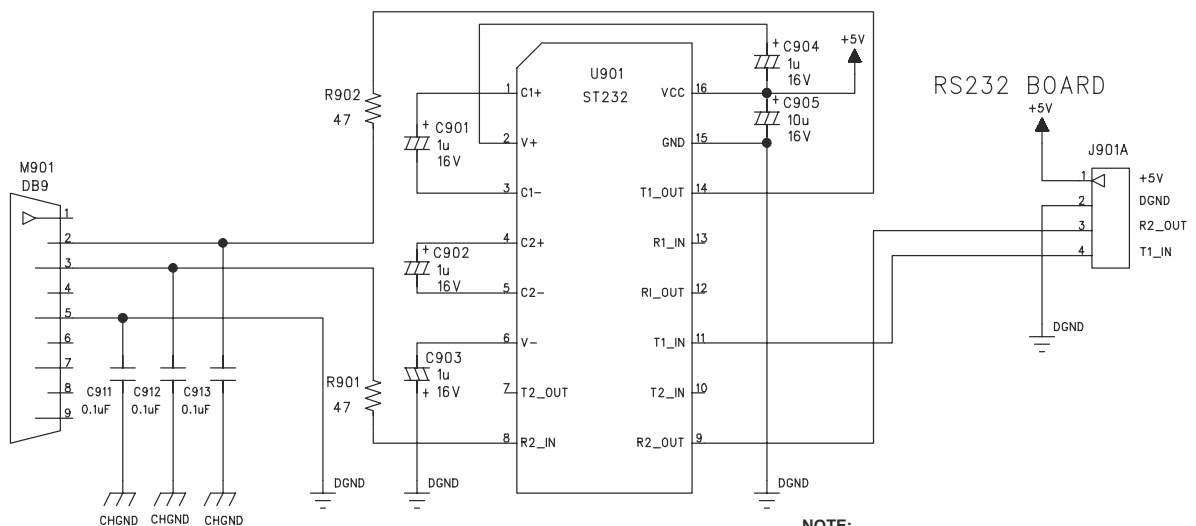 RS232 BOARD
+5V
J901A
1 +5V
2 DGND
3 R2_OUT
4 T1_IN
DGND
+5V
C904
1u
16V
C905
10u
16V
U901
ST232
1 C1+
2 V+
3 C1-
4 C2+
5 C2-
6 V-
7 T2_OUT
8 R2_IN
VCC 16
GND 15
T1_OUT 14
R1_IN 13
RI_OUT 12
T1_IN 11
T2_IN 10
R2_OUT 9
+ C901
1u
16V
+ C902
1u
16V
C903
1u
+ 16V
R902
47
R901
47
M901
DB9
1
2
3
4
5
6
7
8
9
C911
0.1uF
C912
0.1uF
C913
0.1uF
CHGND
CHGND
CHGND
DGND
DGND
DGND
+
+
NOTE: